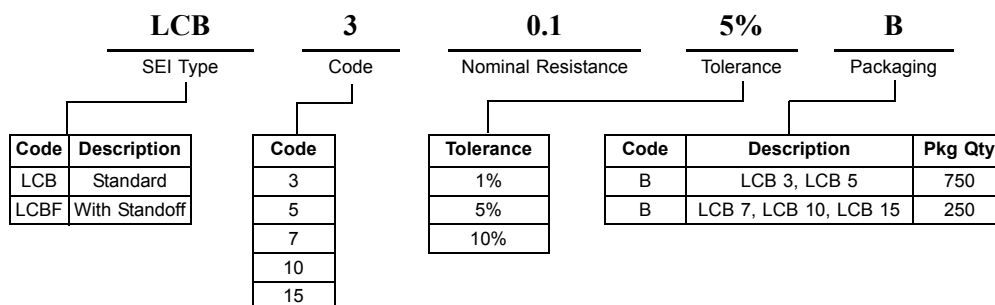 LCB 3 0.1 5% B
SEI Type Code Nominal Resistance Tolerance Packaging
Code Description
LCB Standard
LCBF With Standoff
Code
3
5
7
10
15
Tolerance
1%
5%
10%
Code Description Pkg Qty
B LCB 3, LCB 5 750
B LCB 7, LCB 10, LCB 15 250